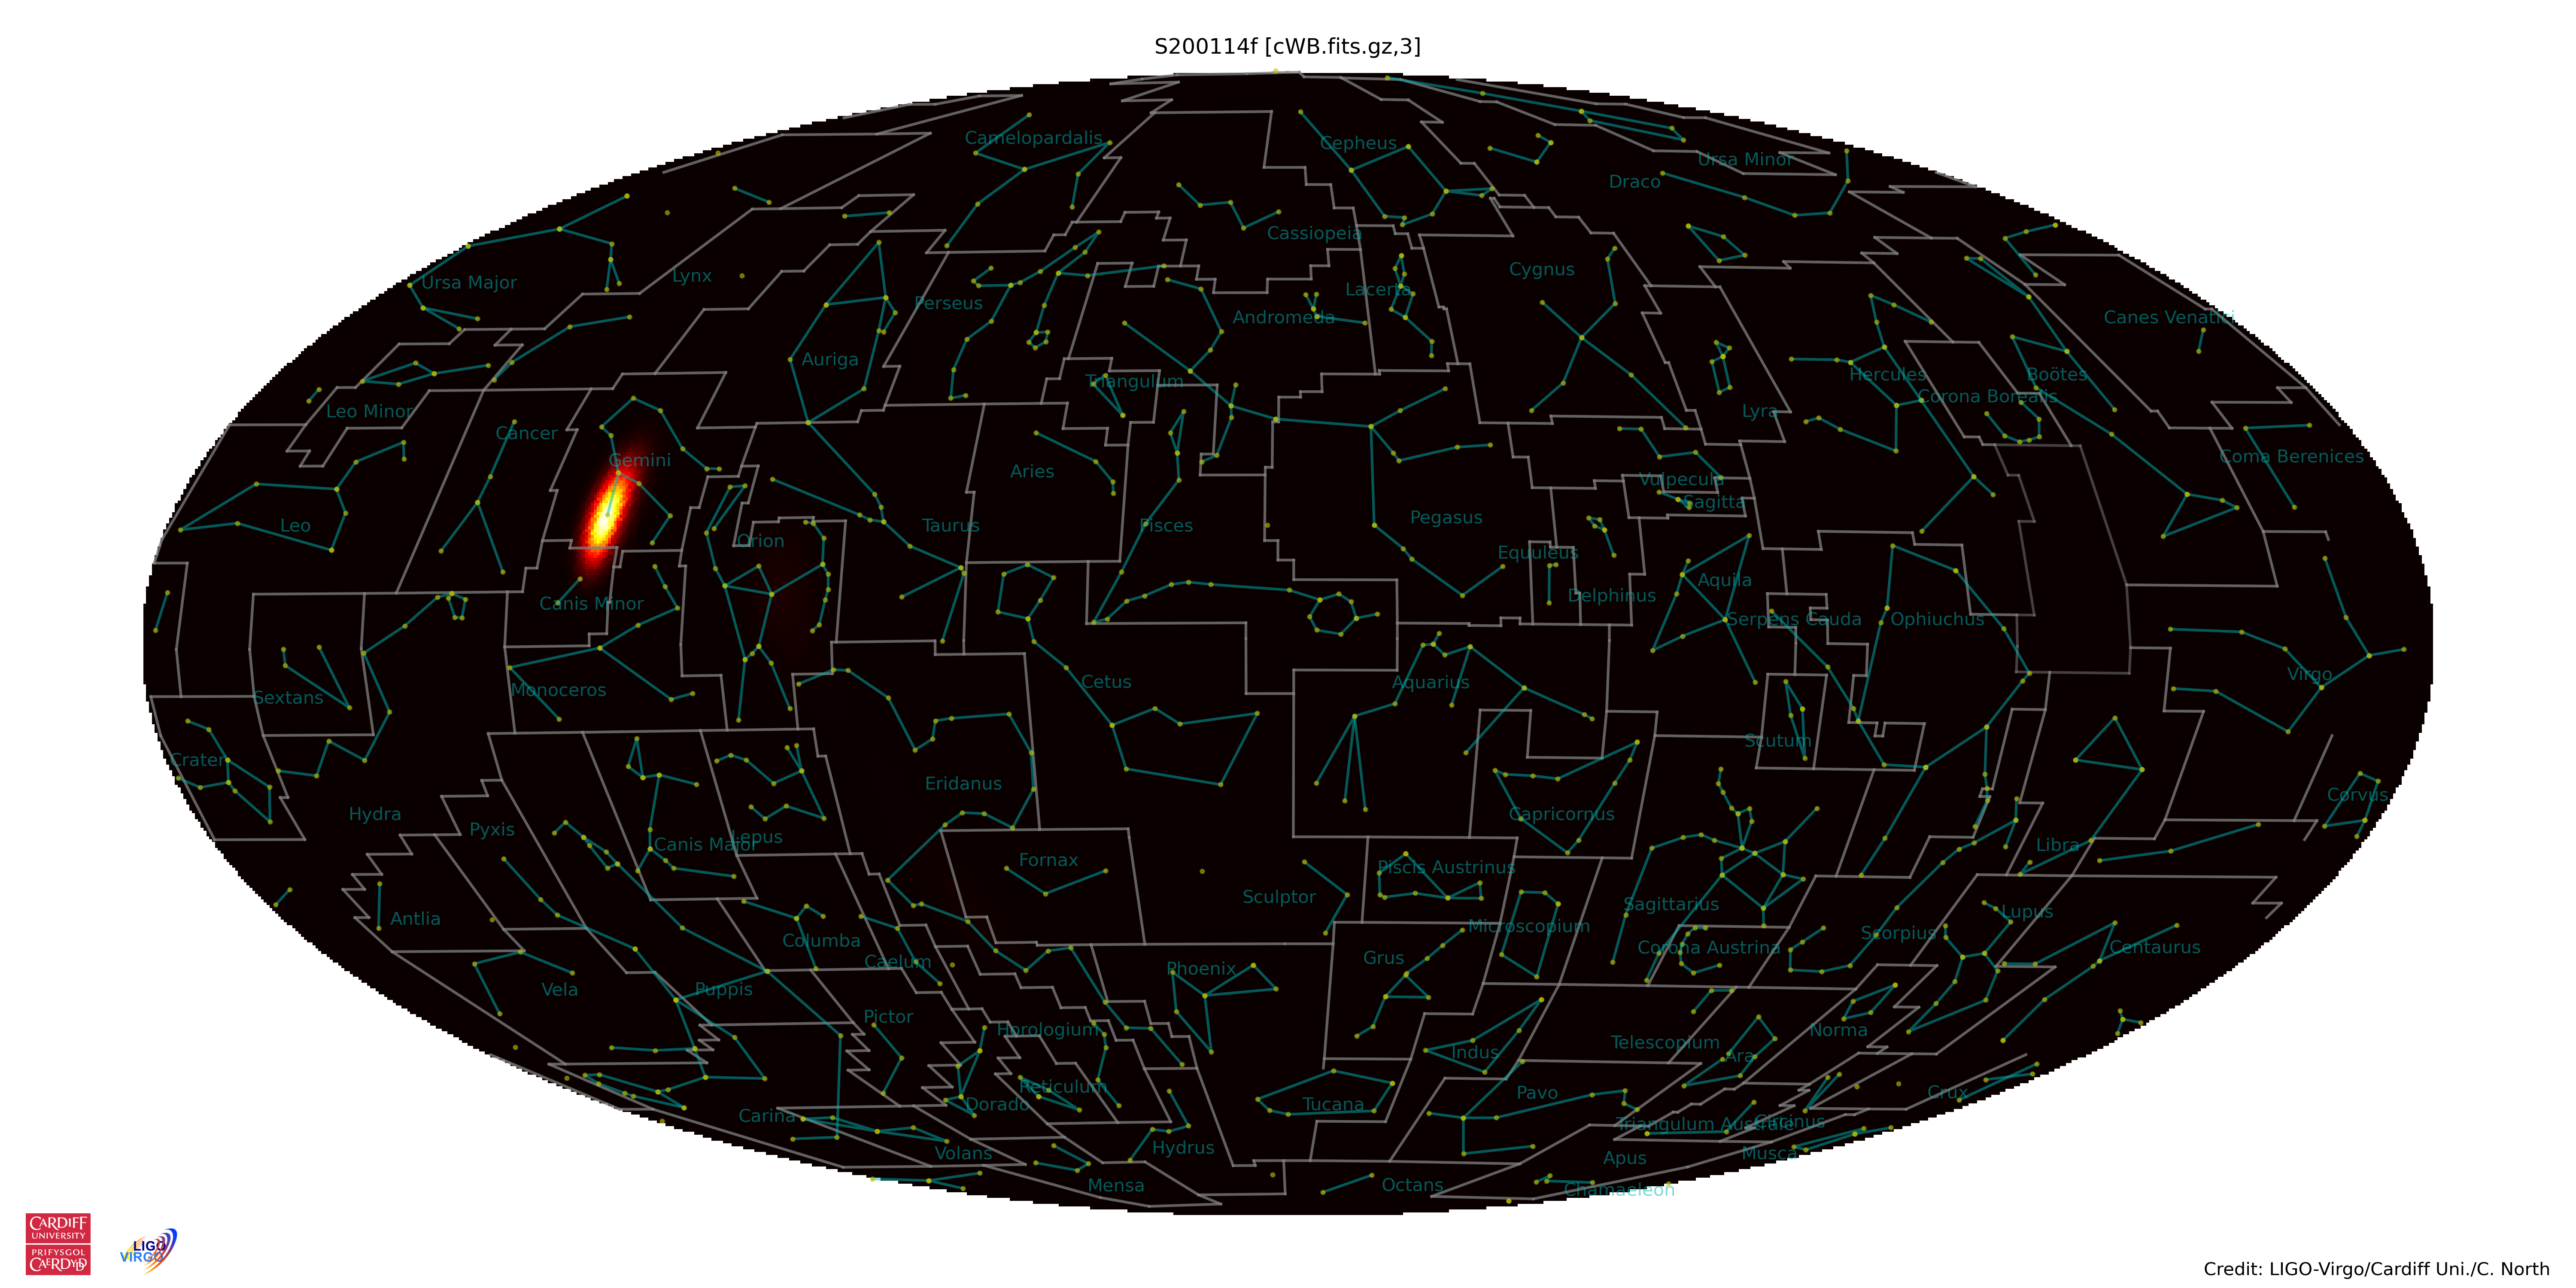 S200114f [cWB.fits.gz,3]
Camelopardalis
Cepheus
Ursa Minor
Draco
Cassiopeia
Ursa Major
Lynx
Cygnus
Perseus
Lacerta
Andromeda
Canes Venatici
Auriga
Triangulum
Hercules
Boötes
Corona Borealis
Leo Minor
Lyra
Cancer
Gemini
Coma Berenices
Aries
Vulpecula
Sagitta
Leo
Taurus
Pisces
Pegasus
Orion
Equuleus
Aquila
Delphinus
Canis Minor
Serpens Cauda
Ophiuchus
Sextans
Monoceros
Cetus
Aquarius
Virgo
Crater
Scutum
Eridanus
Corvus
Hydra
Pyxis
Capricornus
Canis Major
Lepus
Libra
Fornax
Piscis Austrinus
Sculptor
Sagittarius
Lupus
Antlia
Microscopium
Columba
Corona Austrina
Scorpius
Centaurus
Caelum
Phoenix
Grus
Vela
Puppis
Pictor
Horologium
Telescopium
Norma
Indus
Ara
Reticulum
Pavo
Crux
Dorado
Tucana
Carina
Triangulum Australe
Circinus
Volans
Hydrus
Apus
Musca
Mensa
Octans
Chamaeleon
CARDIFF
UNIVERSITY
PRIFYSGOL
CAERDYDD
LIGO
VIRGO
Credit: LIGO-Virgo/Cardiff Uni./C. North